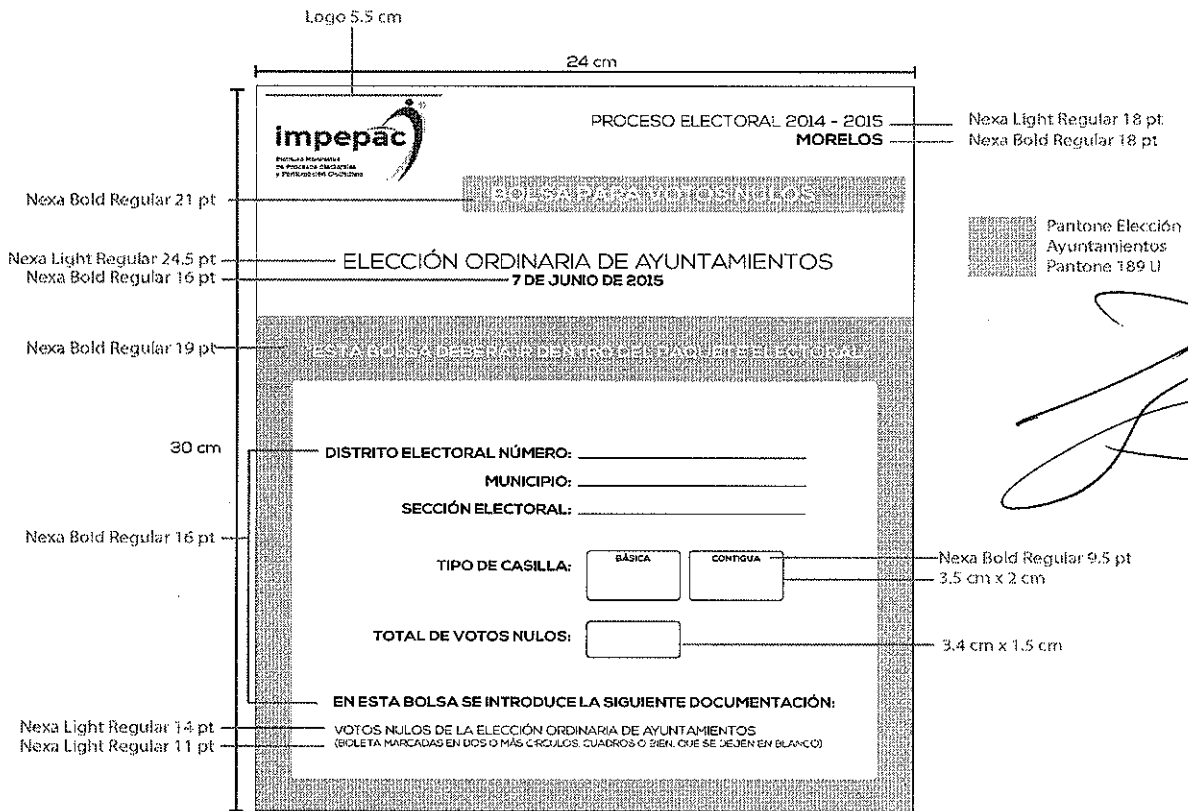 Logo 5.5 cm
24 cm
impepac
Instituto Morelense
de Procesos Electorales
y Participación Ciudadana
PROCESO ELECTORAL 2014 - 2015
MORELOS
Nexa Light Regular 18 pt
Nexa Bold Regular 18 pt
Nexa Bold Regular 21 pt
BOLSA PARA VOTOS NULOS
Pantone Elección
Ayuntamientos
Pantone 189 U
Nexa Light Regular 24.5 pt
ELECCIÓN ORDINARIA DE AYUNTAMIENTOS
Nexa Bold Regular 16 pt
7 DE JUNIO DE 2015
Nexa Bold Regular 19 pt
ESTA BOLSA DEBERÁ IR DENTRO DEL PAQUETE ELECTORAL
30 cm
DISTRITO ELECTORAL NÚMERO:
MUNICIPIO:
SECCIÓN ELECTORAL:
Nexa Bold Regular 16 pt
TIPO DE CASILLA:
BÁSICA
CONTIGUA
Nexa Bold Regular 9.5 pt
3.5 cm x 2 cm
TOTAL DE VOTOS NULOS:
3.4 cm x 1.5 cm
EN ESTA BOLSA SE INTRODUCE LA SIGUIENTE DOCUMENTACIÓN:
Nexa Light Regular 14 pt
VOTOS NULOS DE LA ELECCIÓN ORDINARIA DE AYUNTAMIENTOS
Nexa Light Regular 11 pt
(BOLETA MARCADAS EN DOS O MÁS CÍRCULOS, CUADROS O BIEN, QUE SE DEJEN EN BLANCO)